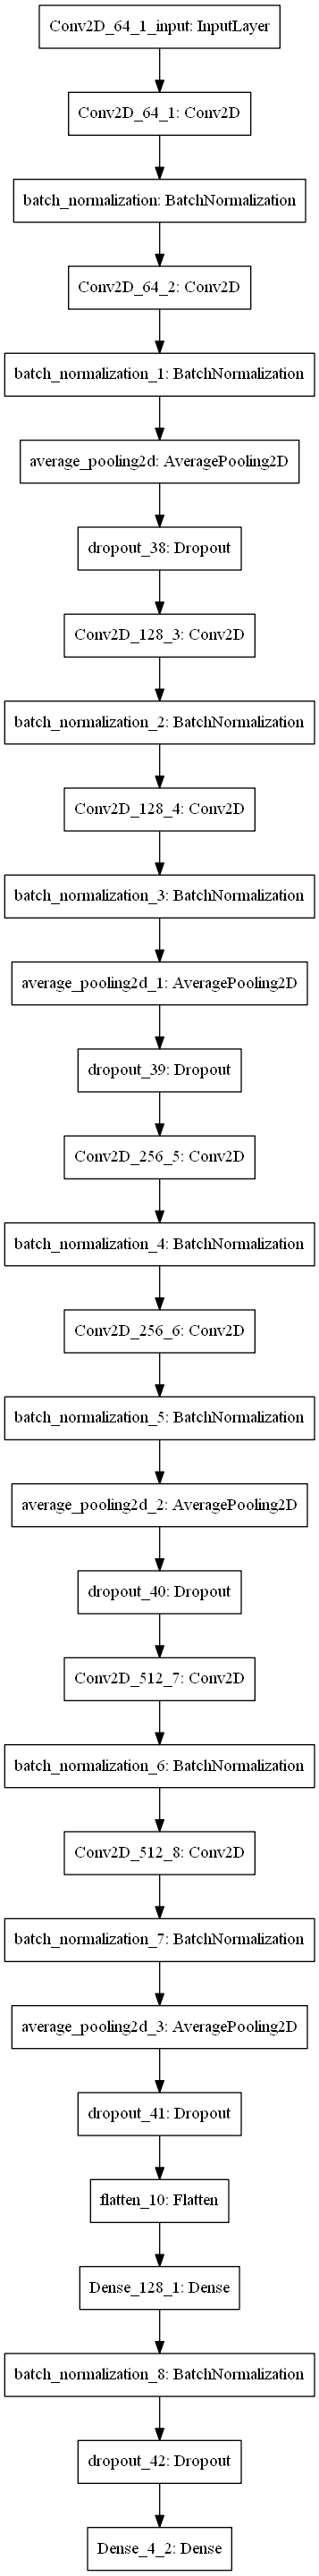 Conv2D_64_1_input: InputLayer
Conv2D_64_1: Conv2D
batch_normalization: BatchNormalization
Conv2D_64_2: Conv2D
batch_normalization_1: BatchNormalization
average_pooling2d: AveragePooling2D
dropout_38: Dropout
Conv2D_128_3: Conv2D
batch_normalization_2: BatchNormalization
Conv2D_128_4: Conv2D
batch_normalization_3: BatchNormalization
average_pooling2d_1: AveragePooling2D
dropout_39: Dropout
Conv2D_256_5: Conv2D
batch_normalization_4: BatchNormalization
Conv2D_256_6: Conv2D
batch_normalization_5: BatchNormalization
average_pooling2d_2: AveragePooling2D
dropout_40: Dropout
Conv2D_512_7: Conv2D
batch_normalization_6: BatchNormalization
Conv2D_512_8: Conv2D
batch_normalization_7: BatchNormalization
average_pooling2d_3: AveragePooling2D
dropout_41: Dropout
flatten_10: Flatten
Dense_128_1: Dense
batch_normalization_8: BatchNormalization
dropout_42: Dropout
Dense_4_2: Dense